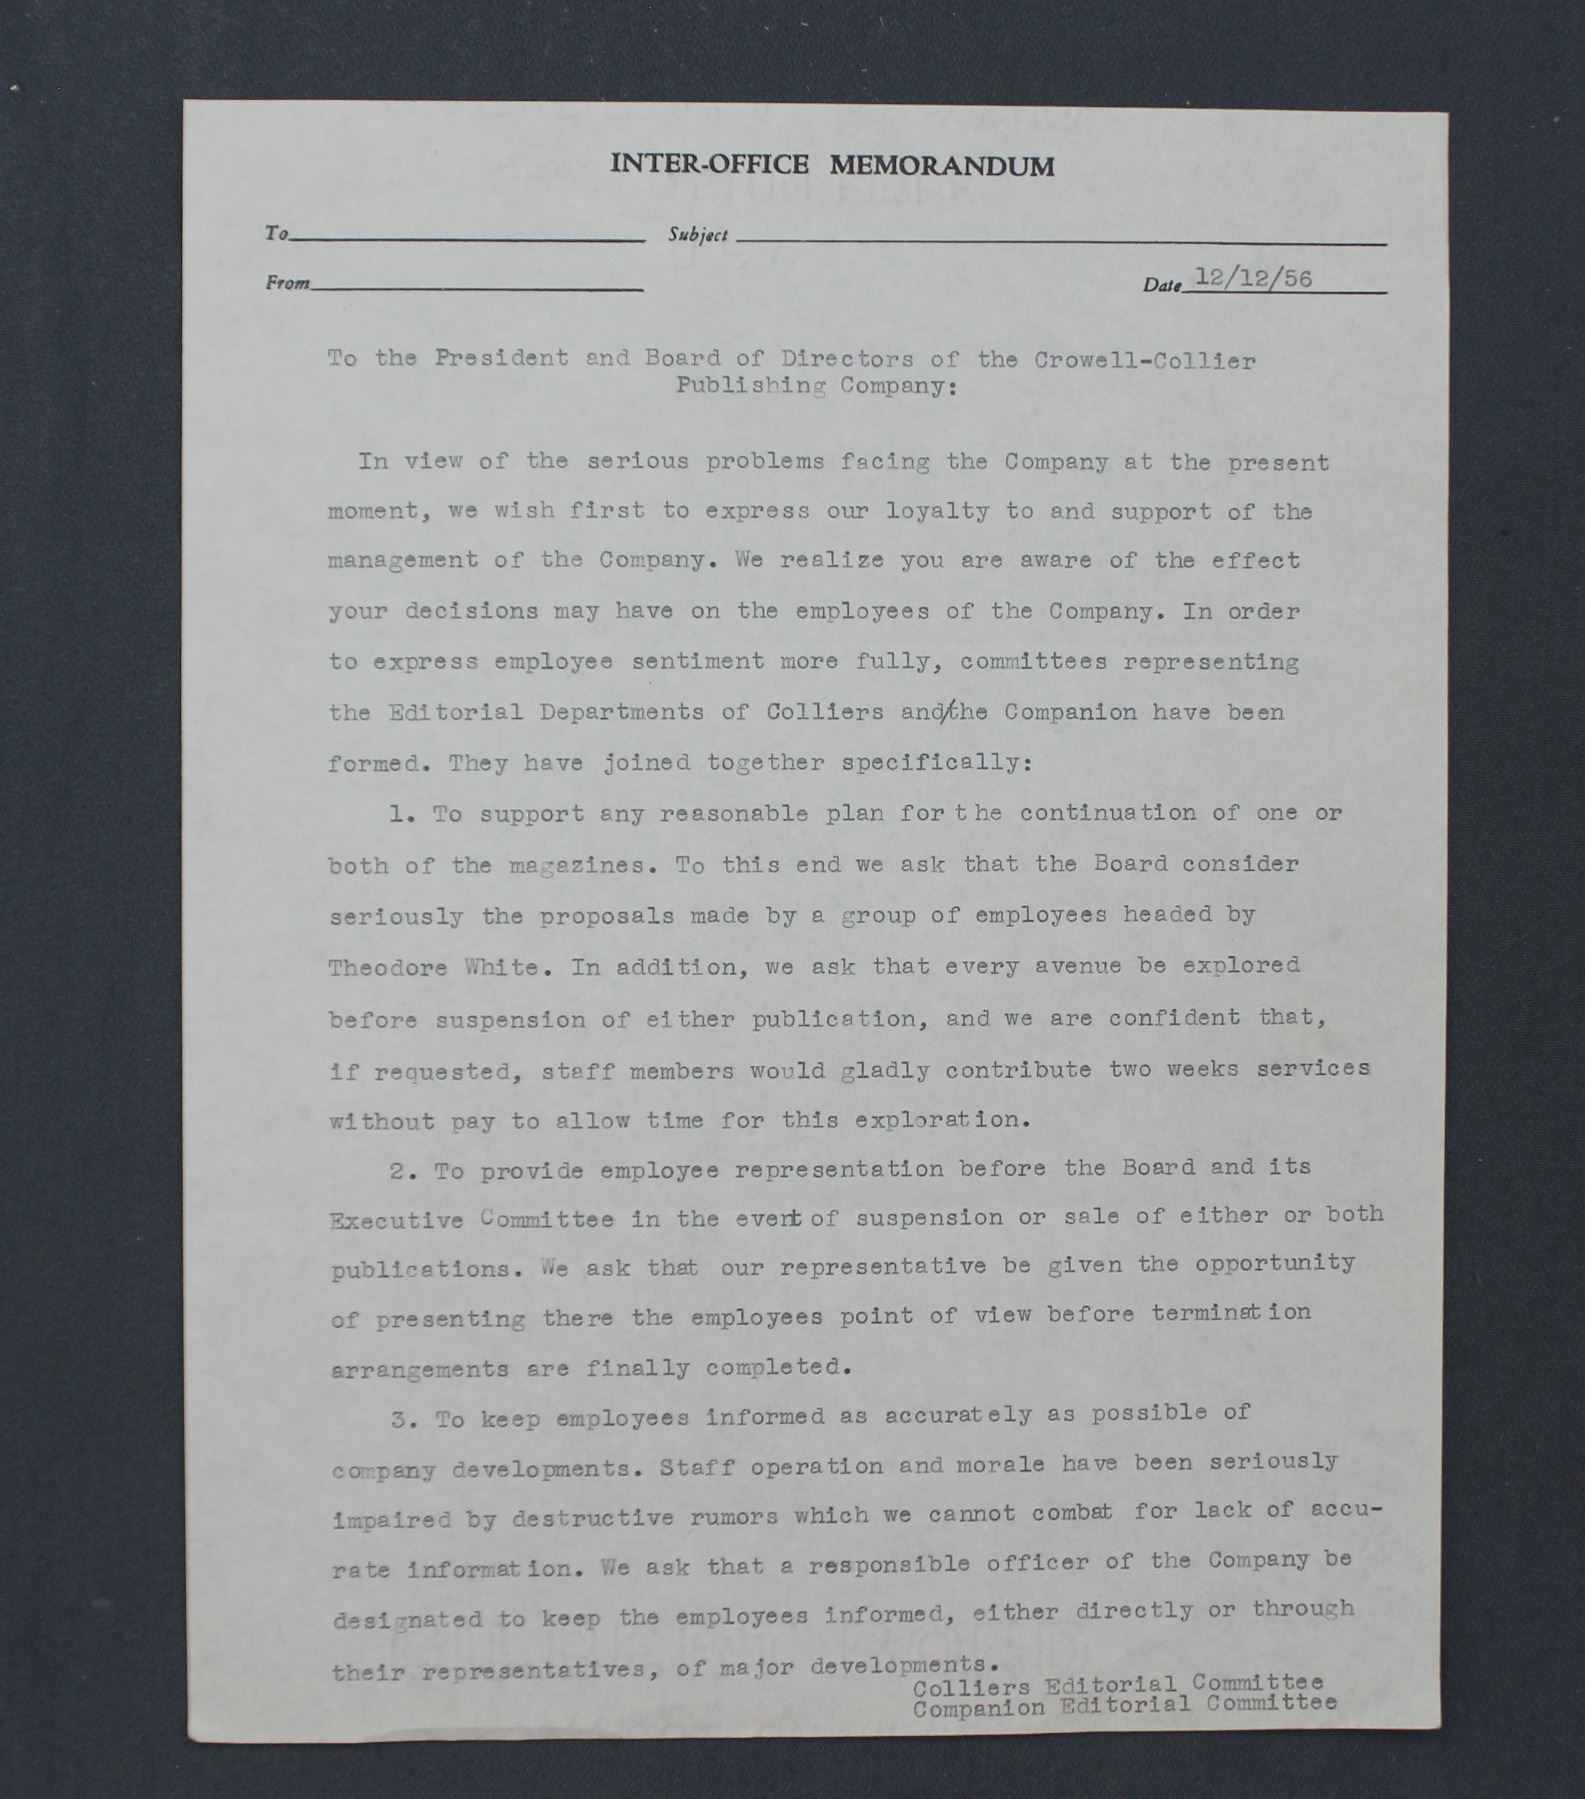 INTER-OFFICE MEMORANDUM
To Subject
From Date 12/12/56
To the President and Board of Directors of the Crowell-Collier
Publishing Company:
In view of the serious problems facing the Company at the present
moment, we wish first to express our loyalty to and support of the
management of the Company. We realize you are aware of the effect
your decisions may have on the employees of the Company. In order
to express employee sentiment more fully, committees representing
the Editorial Departments of Colliers and/the Companion have been
formed. They have joined together specifically:
1. To support any reasonable plan for the continuation of one or
both of the magazines. To this end we ask that the Board consider
seriously the proposals made by a group of employees headed by
Theodore White. In addition, we ask that every avenue be explored
before suspension of either publication, and we are confident that,
if requested, staff members would gladly contribute two weeks services
without pay to allow time for this exploration.
2. To provide employee representation before the Board and its
Executive Committee in the event of suspension or sale of either or both
publications. We ask that our representative be given the opportunity
of presenting there the employees point of view before termination
arrangements are finally completed.
3. To keep employees informed as accurately as possible of
company developments. Staff operation and morale have been seriously
impaired by destructive rumors which we cannot combat for lack of accu-
rate information. We ask that a responsible officer of the Company be
designated to keep the employees informed, either directly or through
their representatives, of major developments.
Colliers Editorial Committee
Companion Editorial Committee